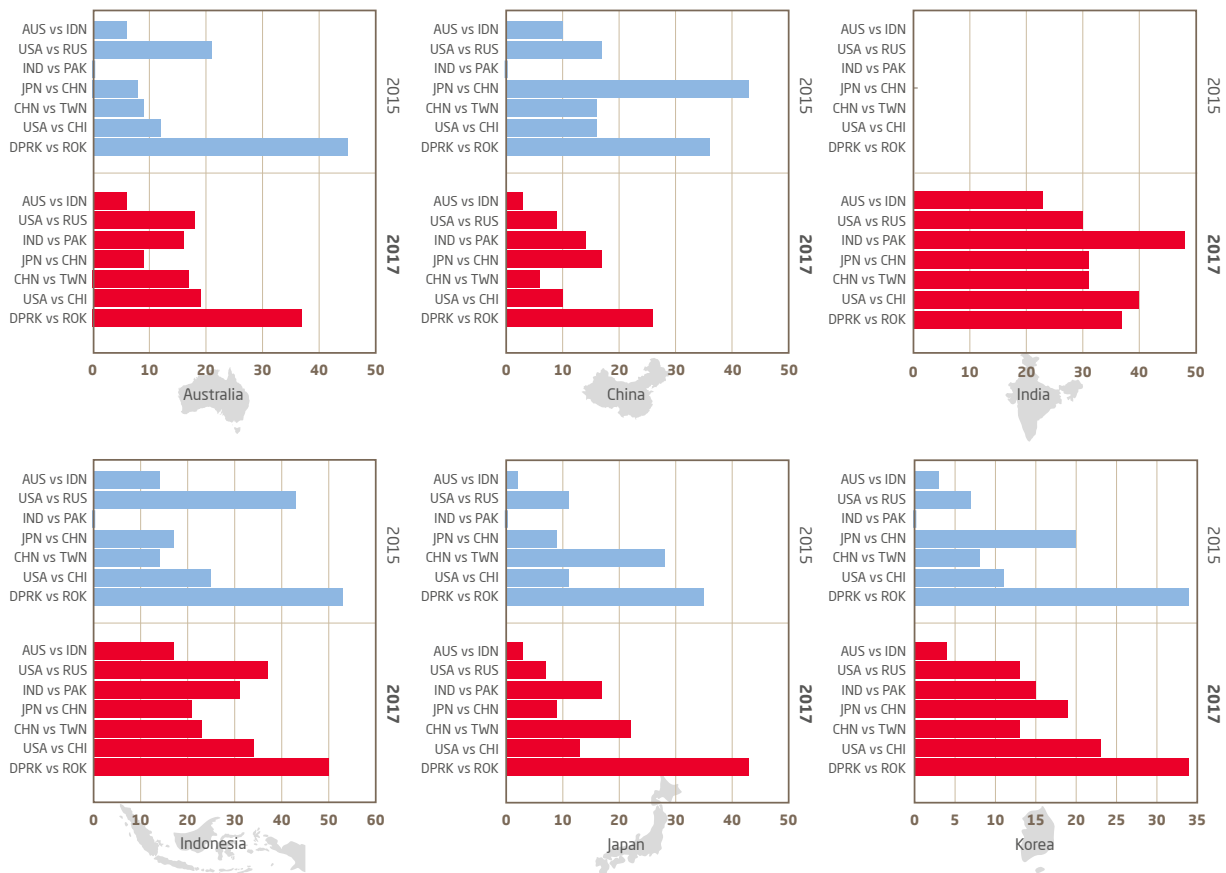 AUS vs IDN
USA vs RUS
IND vs PAK
JPN vs CHN
CHN vs TWN
USA vs CHI
DPRK vs ROK
2015
AUS vs IDN
USA vs RUS
IND vs PAK
JPN vs CHN
CHN vs TWN
USA vs CHI
DPRK vs ROK
2017
0 10 20 30 40 50
Australia
AUS vs IDN
USA vs RUS
IND vs PAK
JPN vs CHN
CHN vs TWN
USA vs CHI
DPRK vs ROK
2015
AUS vs IDN
USA vs RUS
IND vs PAK
JPN vs CHN
CHN vs TWN
USA vs CHI
DPRK vs ROK
2017
0 10 20 30 40 50
China
AUS vs IDN
USA vs RUS
IND vs PAK
JPN vs CHN
CHN vs TWN
USA vs CHI
DPRK vs ROK
2015
AUS vs IDN
USA vs RUS
IND vs PAK
JPN vs CHN
CHN vs TWN
USA vs CHI
DPRK vs ROK
2017
0 10 20 30 40 50
India
AUS vs IDN
USA vs RUS
IND vs PAK
JPN vs CHN
CHN vs TWN
USA vs CHI
DPRK vs ROK
2015
AUS vs IDN
USA vs RUS
IND vs PAK
JPN vs CHN
CHN vs TWN
USA vs CHI
DPRK vs ROK
2017
0 10 20 30 40 50 60
Indonesia
AUS vs IDN
USA vs RUS
IND vs PAK
JPN vs CHN
CHN vs TWN
USA vs CHI
DPRK vs ROK
2015
AUS vs IDN
USA vs RUS
IND vs PAK
JPN vs CHN
CHN vs TWN
USA vs CHI
DPRK vs ROK
2017
0 10 20 30 40 50
Japan
AUS vs IDN
USA vs RUS
IND vs PAK
JPN vs CHN
CHN vs TWN
USA vs CHI
DPRK vs ROK
2015
AUS vs IDN
USA vs RUS
IND vs PAK
JPN vs CHN
CHN vs TWN
USA vs CHI
DPRK vs ROK
2017
0 5 10 15 20 25 30 35
Korea